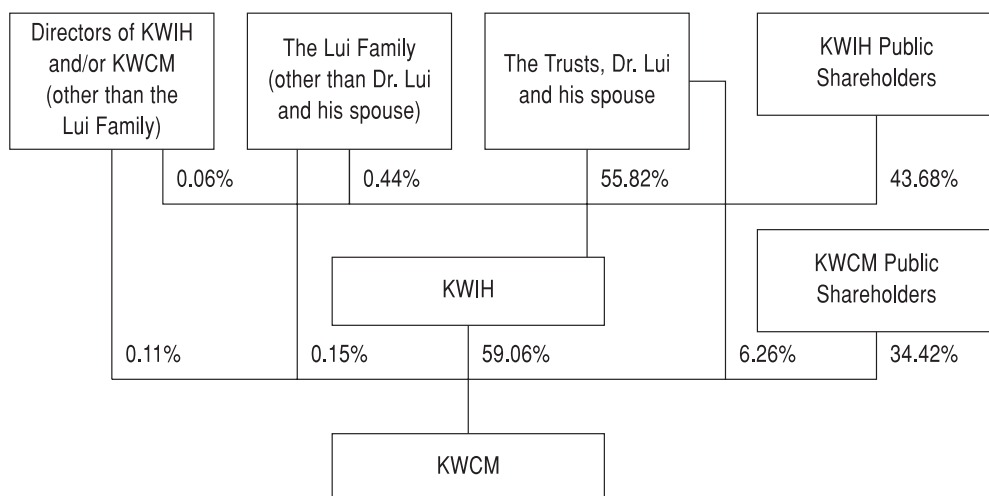 Directors of KWIH
and/or KWCM
(other than the
Lui Family)
The Lui Family
(other than Dr. Lui
and his spouse)
The Trusts, Dr. Lui
and his spouse
KWIH Public
Shareholders
0.06%
0.44%
55.82%
43.68%
KWIH
KWCM Public
Shareholders
0.11%
0.15%
59.06%
6.26%
34.42%
KWCM